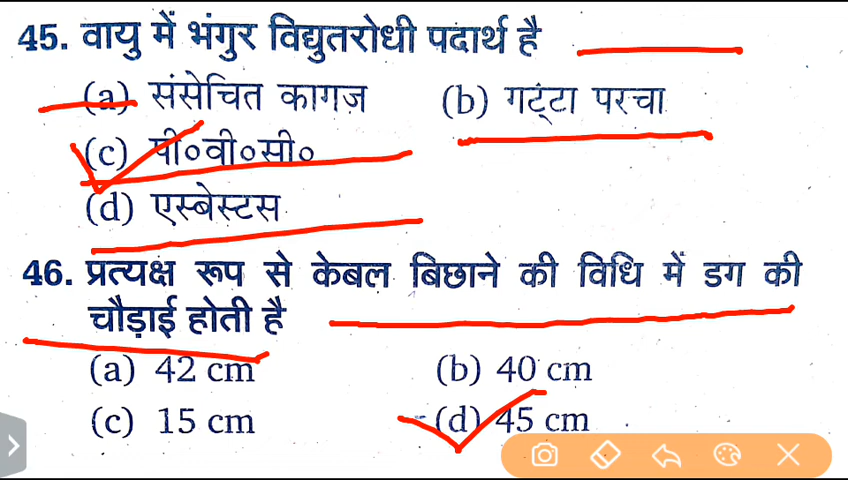 45. वायु में भंगुर विद्युतरोधी पदार्थ है
(a) संसेचित कागज़ (b) गट्टा परचा
(c) पी०वी०सी०
(d) एस्बेस्टस
46. प्रत्यक्ष रूप से केबल बिछाने की विधि में डग की
चौड़ाई होती है
(a) 42 cm (b) 40 cm
(c) 15 cm (d) 45 cm